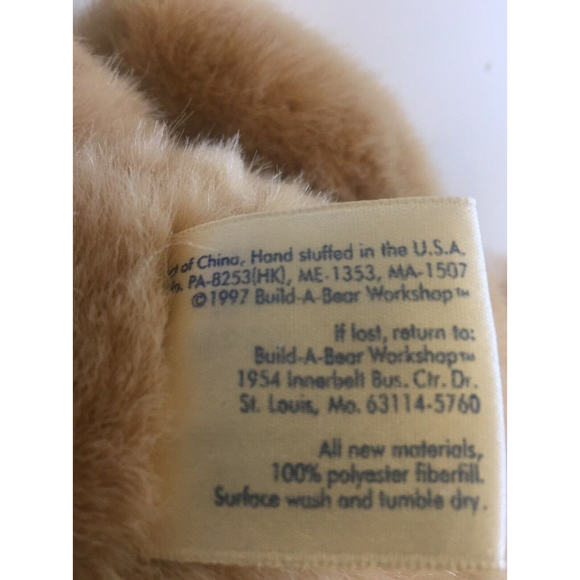 of China, Hand stuffed in the U.S.A.
PA-8253(HK), ME-1353, MA-1507
©1997 Build-A-Bear Workshop™
If lost, return to:
Build-A-Bear Workshop™
1954 Innerbelt Bus. Ctr. Dr.
St. Louis, Mo. 63114-5760
All new materials,
100% polyester fiberfill.
Surface wash and tumble dry.